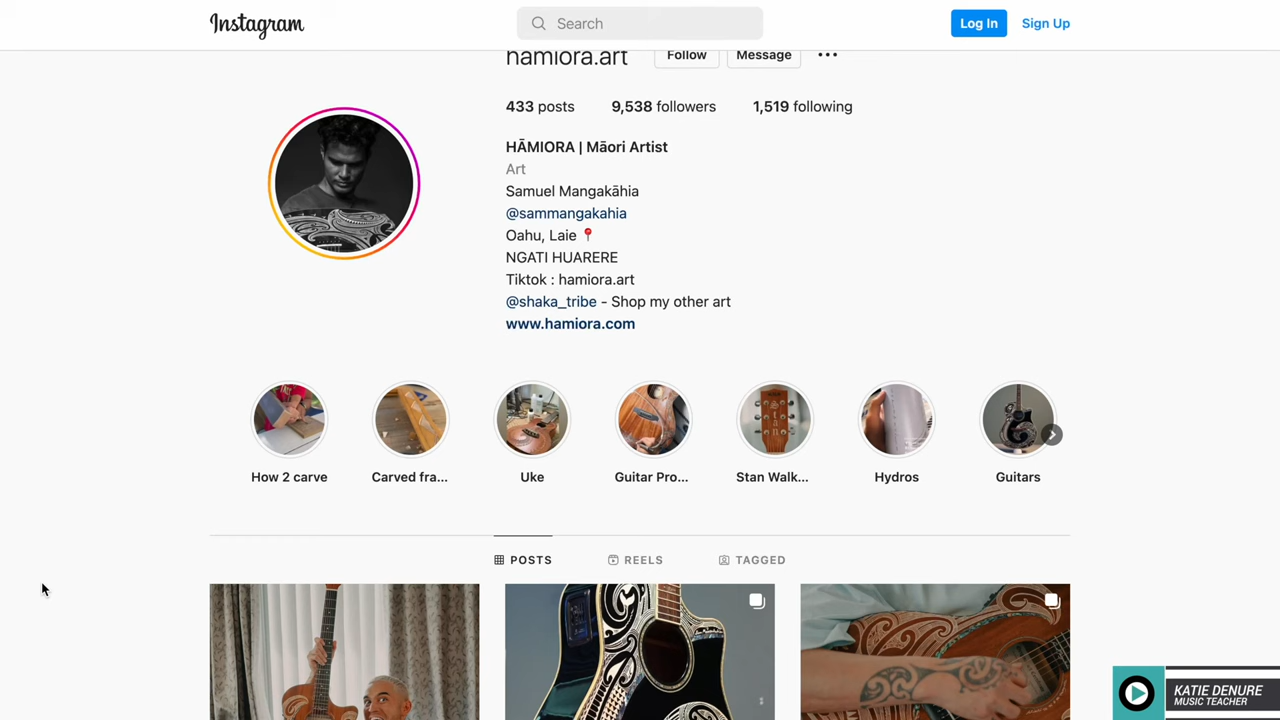 Instagram
Search
Log In
Sign Up
hamiora.art
Follow
Message
433 posts
9,538 followers
1,519 following
HĀMIORA | Māori Artist
Art
Samuel Mangakāhia
@sammangakahia
Oahu, Laie
NGATI HUARERE
Tiktok : hamiora.art
@shaka_tribe - Shop my other art
www.hamiora.com
How 2 carve
Carved fra...
Uke
Guitar Pro...
Stan Walk...
Hydros
Guitars
POSTS
REELS
TAGGED
KATIE DENURE
MUSIC TEACHER